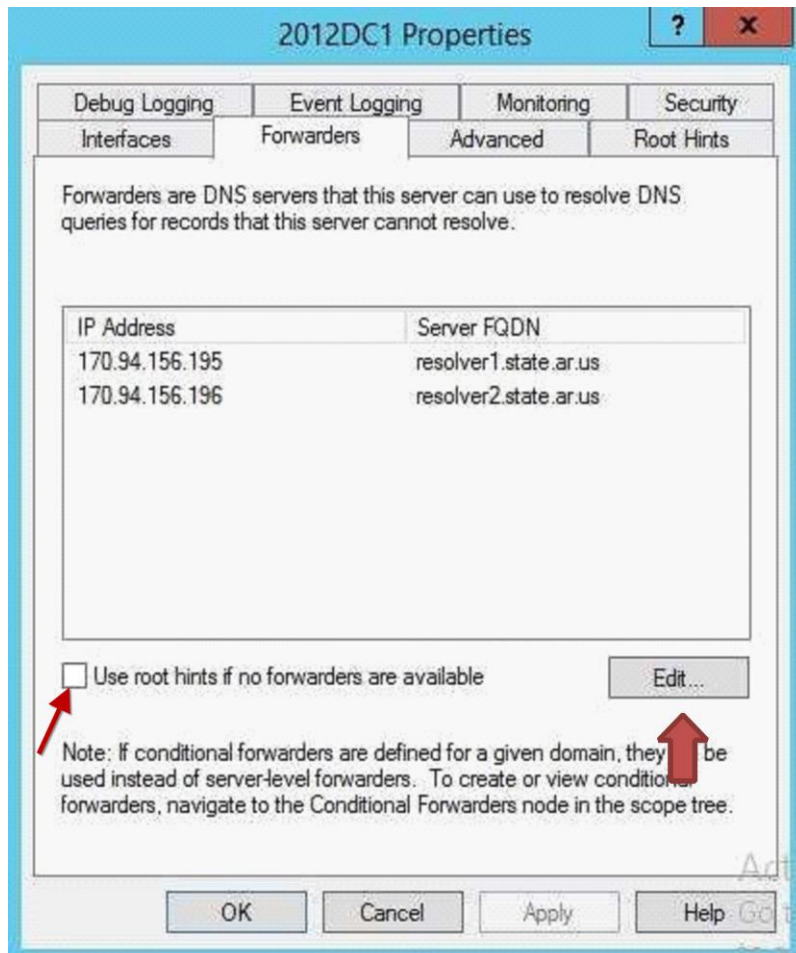 2012DC1 Properties
?
x
Debug Logging Event Logging Monitoring Security
Interfaces Forwarders Advanced Root Hints
Forwarders are DNS servers that this server can use to resolve DNS
queries for records that this server cannot resolve.
IP Address Server FQDN
170.94.156.195 resolver1.state.ar.us
170.94.156.196 resolver2.state.ar.us
Use root hints if no forwarders are available
Edit...
Note: If conditional forwarders are defined for a given domain, they be
used instead of server-level forwarders. To create or view
forwarders, navigate to the Conditional Forwarders node in the scope tree.
OK Cancel Apply Help